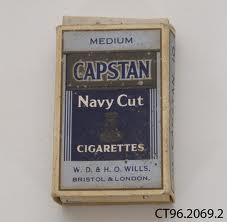 MEDIUM
CAPSTAN
Navy Cut
CIGARETTES
W. D. & H. O. WILLS,
BRISTOL & LONDON.
CT96.2069.2